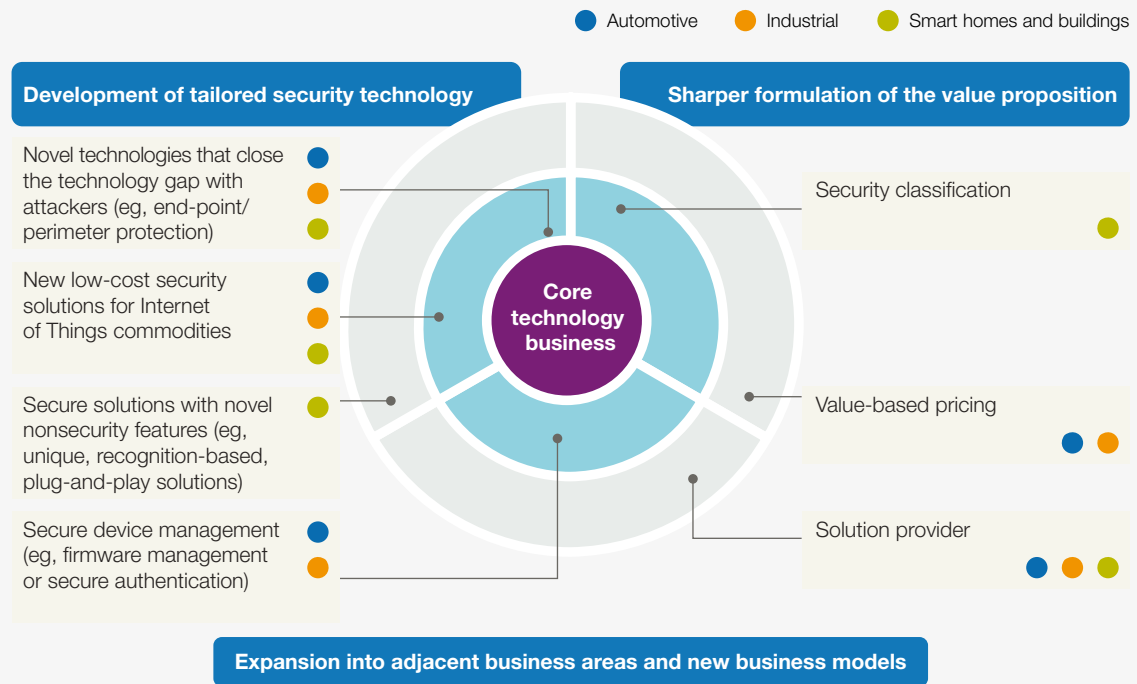 Automotive
Industrial
Smart homes and buildings
Development of tailored security technology
Sharper formulation of the value proposition
Novel technologies that close
the technology gap with
attackers (eg, end-point/
perimeter protection)
New low-cost security
solutions for Internet
of Things commodities
Secure solutions with novel
nonsecurity features (eg,
unique, recognition-based,
plug-and-play solutions)
Secure device management
(eg, firmware management
or secure authentication)
Core
technology
business
Security classification
Value-based pricing
Solution provider
Expansion into adjacent business areas and new business models